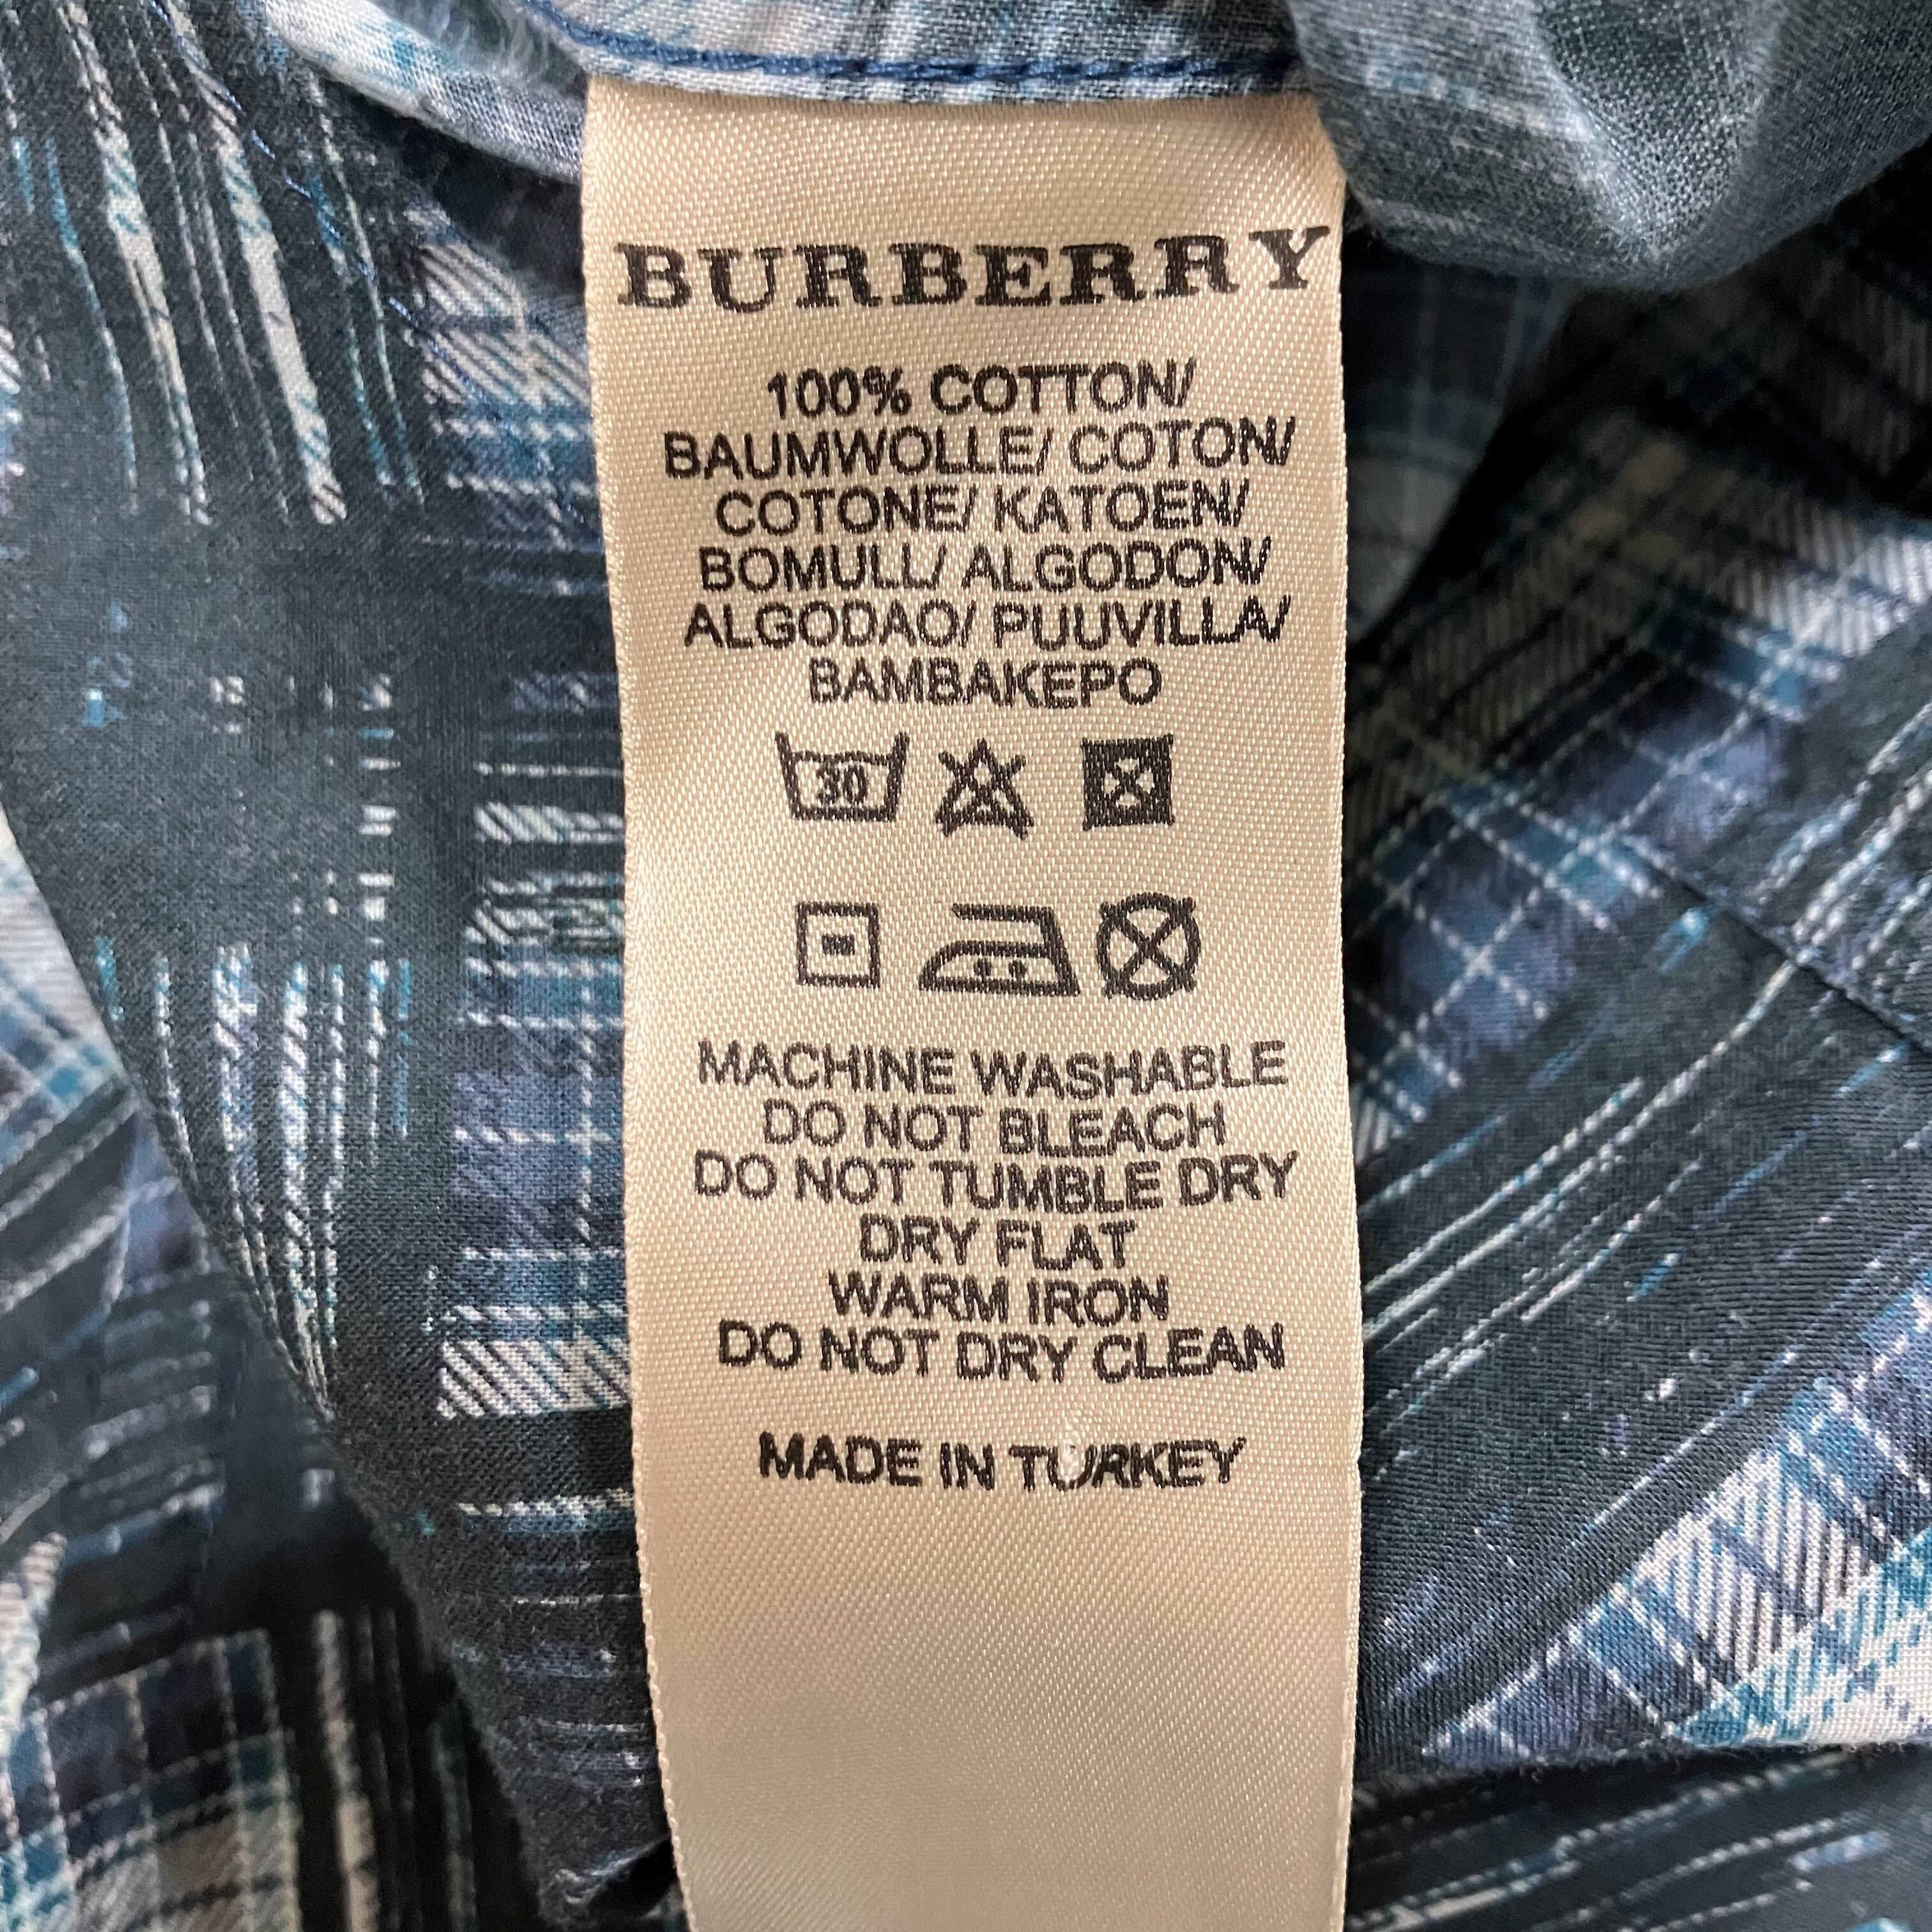 BURBERRY
100% COTTON/
BAUMWOLLE/ COTON/
COTONE/ KATOEN/
BOMULL/ ALGODON/
ALGODAO/ PUUVILLA/
BAMBAKEPO
30
MACHINE WASHABLE
DO NOT BLEACH
DO NOT TUMBLE DRY
DRY FLAT
WARM IRON
DO NOT DRY CLEAN
MADE IN TURKEY